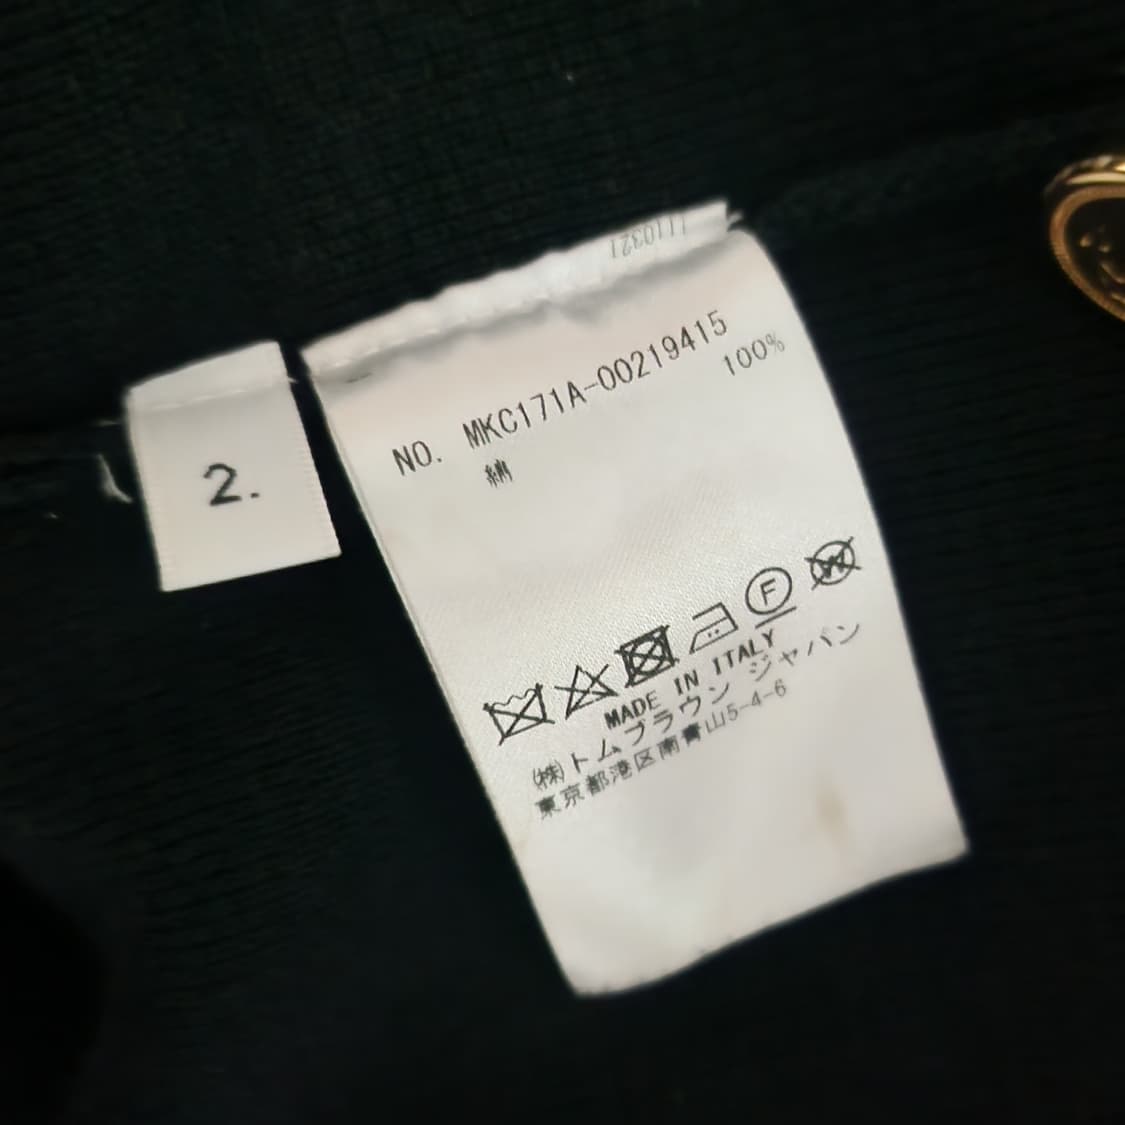 1110321
2.
NO. MKC171A-00219415
綿 100%
F
W
MADE IN ITALY
㈱トムブラウン ジャパン
東京都港区南青山5-4-6